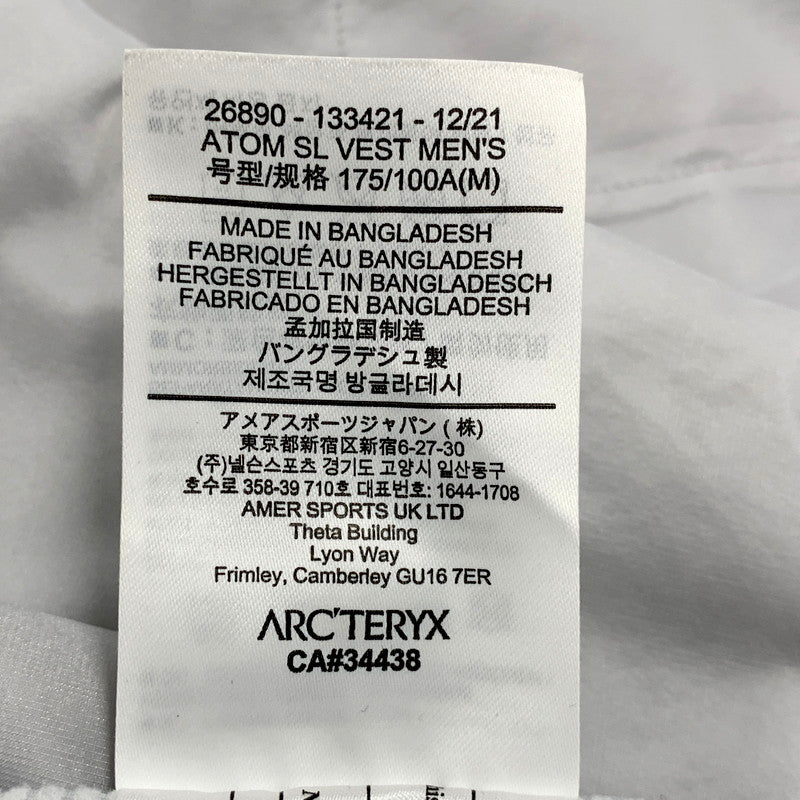 26890 - 133421 - 12/21
ATOM SL VEST MEN'S
号型/规格 175/100A(M)
MADE IN BANGLADESH
FABRIQUÉ AU BANGLADESH
HERGESTELLT IN BANGLADESCH
FABRICADO EN BANGLADESH
孟加拉国制造
バングラデシュ製
제조국명 방글라데시
アメアスポーツジャパン (株)
東京都新宿区新宿6-27-30
(주)넬슨스포츠 경기도 고양시 일산동구
호수로 358-39 710호 대표번호: 1644-1708
AMER SPORTS UK LTD
Theta Building
Lyon Way
Frimley, Camberley GU16 7ER
ARC'TERYX
CA#34438